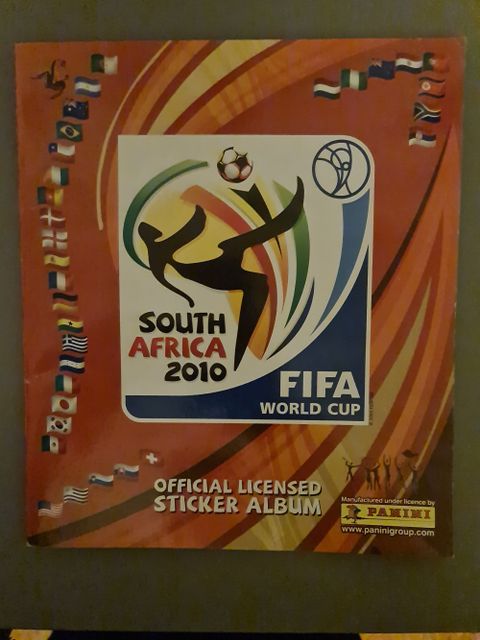 SOUTH
AFRICA
2010
FIFA
WORLD CUP
OFFICIAL LICENSED
STICKER ALBUM
Manufactured under licence by
PANINI
www.paninigroup.com